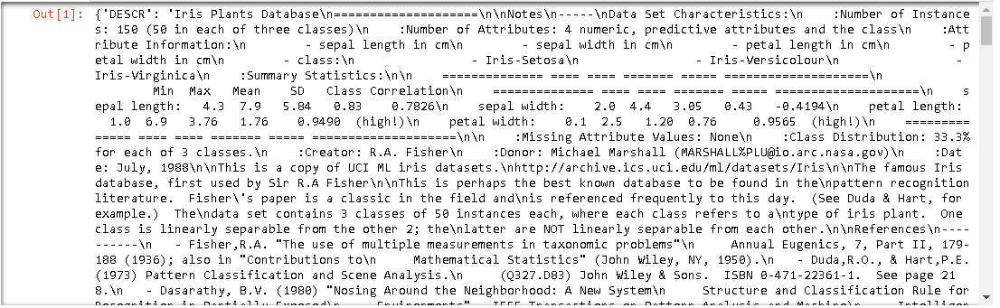 Out[1]: {'DESCR': 'Iris Plants Database\n====================\n\nNotes\n-----\nData Set Characteristics:\n    :Number of Instance
s: 150 (50 in each of three classes)\n    :Number of Attributes: 4 numeric, predictive attributes and the class\n    :Att
ribute Information:\n        - sepal length in cm\n        - sepal width in cm\n        - petal length in cm\n        - p
etal width in cm\n        - class:\n                - Iris-Setosa\n                - Iris-Versicolour\n                -
Iris-Virginica\n    :Summary Statistics:\n\n    ============== ==== ==== ======= ===== ====================\n
Min  Max   Mean    SD   Class Correlation\n    ============== ==== ==== ======= ===== ====================\n    s
epal length:   4.3  7.9   5.84   0.83    0.7826\n    sepal width:    2.0  4.4   3.05   0.43   -0.4194\n    petal length:
1.0  6.9   3.76   1.76    0.9490  (high!)\n    petal width:    0.1  2.5   1.20  0.76     0.9565  (high!)\n    =========
===== ==== ==== ======= ===== ====================\n\n    :Missing Attribute Values: None\n    :Class Distribution: 33.3%
for each of 3 classes.\n    :Creator: R.A. Fisher\n    :Donor: Michael Marshall (MARSHALL%PLU@io.arc.nasa.gov)\n    :Dat
e: July, 1988\n\nThis is a copy of UCI ML iris datasets.\nhttp://archive.ics.uci.edu/ml/datasets/Iris\n\nThe famous Iris
database, first used by Sir R.A Fisher\n\nThis is perhaps the best known database to be found in the\npattern recognition
literature.  Fisher\'s paper is a classic in the field and\nis referenced frequently to this day.  (See Duda & Hart, for
example.)  The\ndata set contains 3 classes of 50 instances each, where each class refers to a\ntype of iris plant.  One
class is linearly separable from the other 2; the\nlatter are NOT linearly separable from each other.\n\nReferences\n----
------\n   - Fisher,R.A. "The use of multiple measurements in taxonomic problems"\n     Annual Eugenics, 7, Part II, 179-
188 (1936); also in "Contributions to\n     Mathematical Statistics" (John Wiley, NY, 1950).\n   - Duda,R.O., & Hart,P.E.
(1973) Pattern Classification and Scene Analysis.\n     (Q327.D83) John Wiley & Sons.  ISBN 0-471-22361-1.  See page 21
8.\n   - Dasarathy, B.V. (1980) "Nosing Around the Neighborhood: A New System\n     Structure and Classification Rule for
Recognition in Partially Exposed\n     Environments".  IEEE Transactions on Pattern Analysis and Machine\n     Intelligen